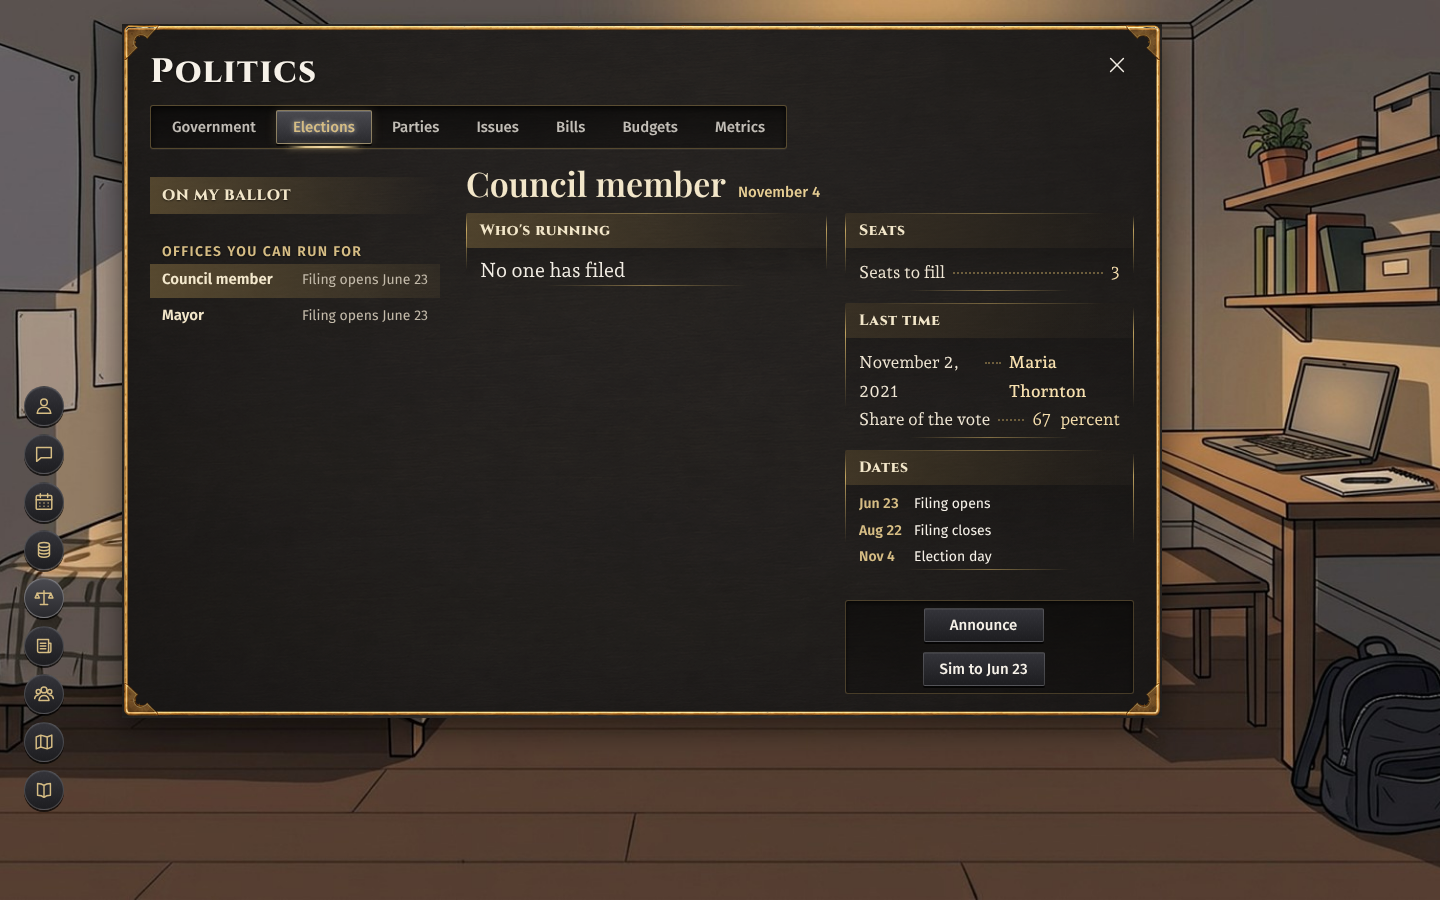 Politics
Government Elections Parties Issues Bills Budgets Metrics
ON MY BALLOT
OFFICES YOU CAN RUN FOR
Council member Filing opens June 23
Mayor Filing opens June 23
Council member November 4
Who's running
No one has filed
Seats
Seats to fill 3
Last time
November 2, 2021 Maria Thornton
Share of the vote 67 percent
Dates
Jun 23 Filing opens
Aug 22 Filing closes
Nov 4 Election day
Announce
Sim to Jun 23